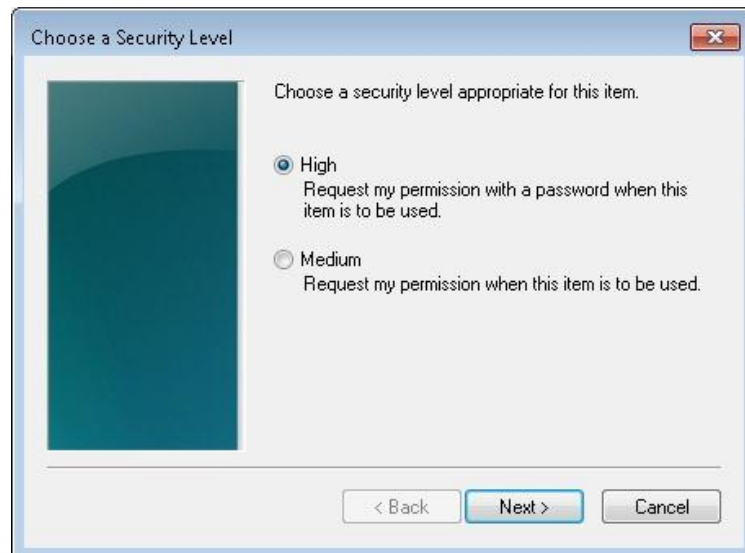 Choose a Security Level
Choose a security level appropriate for this item.
High
Request my permission with a password when this
item is to be used.
Medium
Request my permission when this item is to be used.
< Back
Next >
Cancel